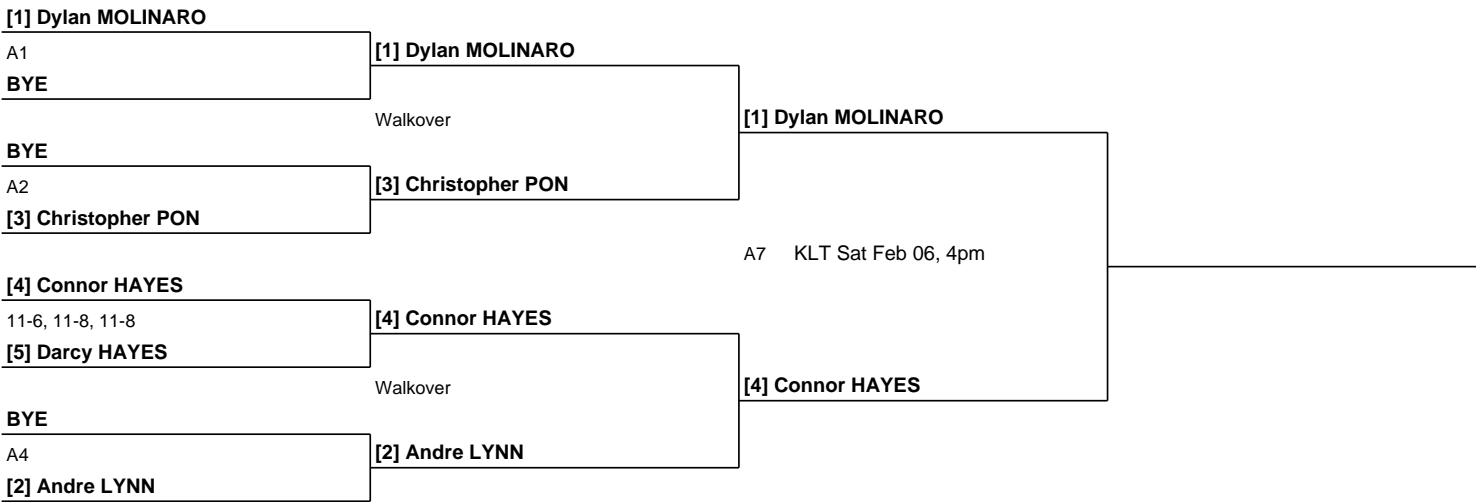 [1] Dylan MOLINARO
A1
[1] Dylan MOLINARO
BYE
Walkover
[1] Dylan MOLINARO
BYE
A2
[3] Christopher PON
[3] Christopher PON
A7 KLT Sat Feb 06, 4pm
[4] Connor HAYES
11-6, 11-8, 11-8
[4] Connor HAYES
[5] Darcy HAYES
Walkover
[4] Connor HAYES
BYE
A4
[2] Andre LYNN
[2] Andre LYNN